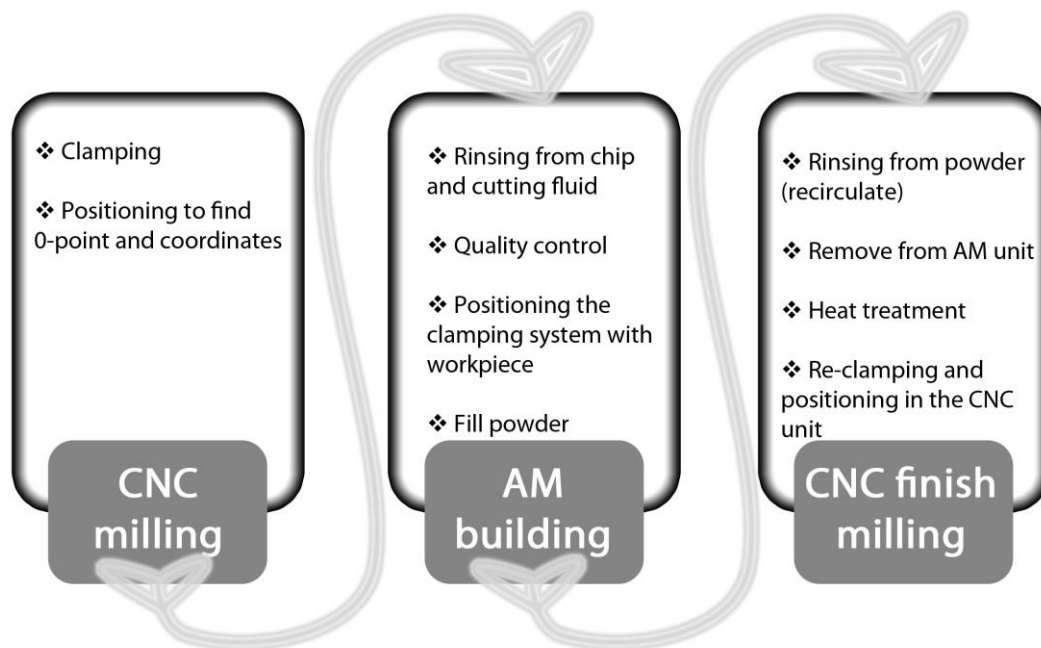 ❖ Clamping
❖ Positioning to find
0-point and coordinates
CNC
milling
❖ Rinsing from chip
and cutting fluid
❖ Quality control
❖ Positioning the
clamping system with
workpiece
❖ Fill powder
AM
building
❖ Rinsing from powder
(recirculate)
❖ Remove from AM unit
❖ Heat treatment
❖ Re-clamping and
positioning in the CNC
unit
CNC finish
milling